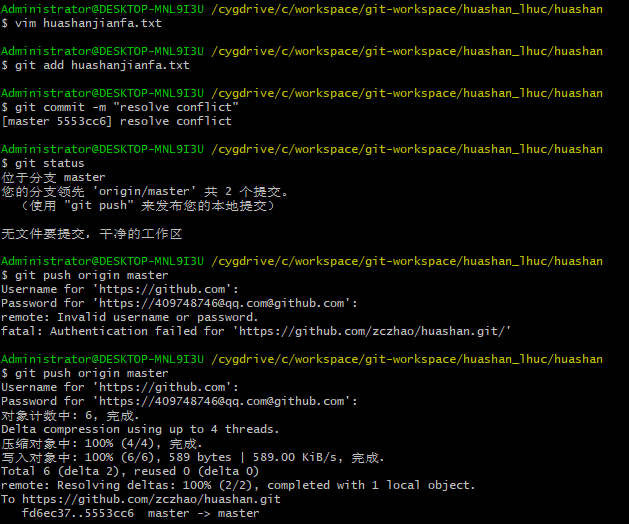 Administrator@DESKTOP-MNL9I3U /cygdrive/c/workspace/git-workspace/huashan_lhuc/huashan
$ vim huashanjianfa.txt
Administrator@DESKTOP-MNL9I3U /cygdrive/c/workspace/git-workspace/huashan_lhuc/huashan
$ git add huashanjianfa.txt
Administrator@DESKTOP-MNL9I3U /cygdrive/c/workspace/git-workspace/huashan_lhuc/huashan
$ git commit -m "resolve conflict"
[master 5553cc6] resolve conflict
Administrator@DESKTOP-MNL9I3U /cygdrive/c/workspace/git-workspace/huashan_lhuc/huashan
$ git status
位于分支 master
您的分支领先 'origin/master' 共 2 个提交。
（使用 "git push" 来发布您的本地提交）
无文件要提交, 干净的工作区
Administrator@DESKTOP-MNL9I3U /cygdrive/c/workspace/git-workspace/huashan_lhuc/huashan
$ git push origin master
Username for 'https://github.com':
Password for 'https://409748746@qq.com@github.com':
remote: Invalid username or password.
fatal: Authentication failed for 'https://github.com/zczhao/huashan.git/'
Administrator@DESKTOP-MNL9I3U /cygdrive/c/workspace/git-workspace/huashan_lhuc/huashan
$ git push origin master
Username for 'https://github.com':
Password for 'https://409748746@qq.com@github.com':
对象计数中: 6, 完成.
Delta compression using up to 4 threads.
压缩对象中: 100% (4/4), 完成.
写入对象中: 100% (6/6), 589 bytes | 589.00 KiB/s, 完成.
Total 6 (delta 2), reused 0 (delta 0)
remote: Resolving deltas: 100% (2/2), completed with 1 local object.
To https://github.com/zczhao/huashan.git
fd6ec37..5553cc6  master -> master